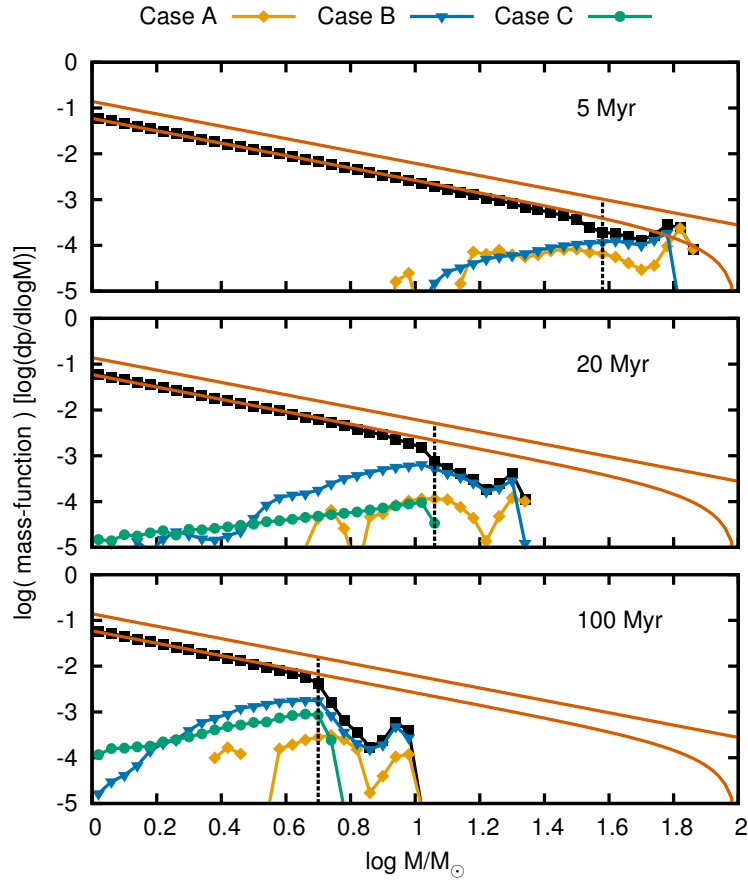 Case A Case B Case C
0
-1
-2
-3
-4
-5
5 Myr
0
-1
-2
-3
-4
-5
20 Myr
0
-1
-2
-3
-4
-5
100 Myr
0 0.2 0.4 0.6 0.8 1 1.2 1.4 1.6 1.8 2
log M/M☉
log( mass-function ) [log(dp/dlogM)]